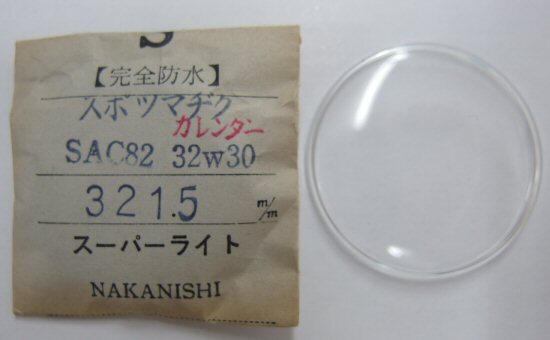 S
【完全防水】
スポツマチク
カレンダー
SAC82 32W30
321.5 m/m
スーパーライト
NAKANISHI